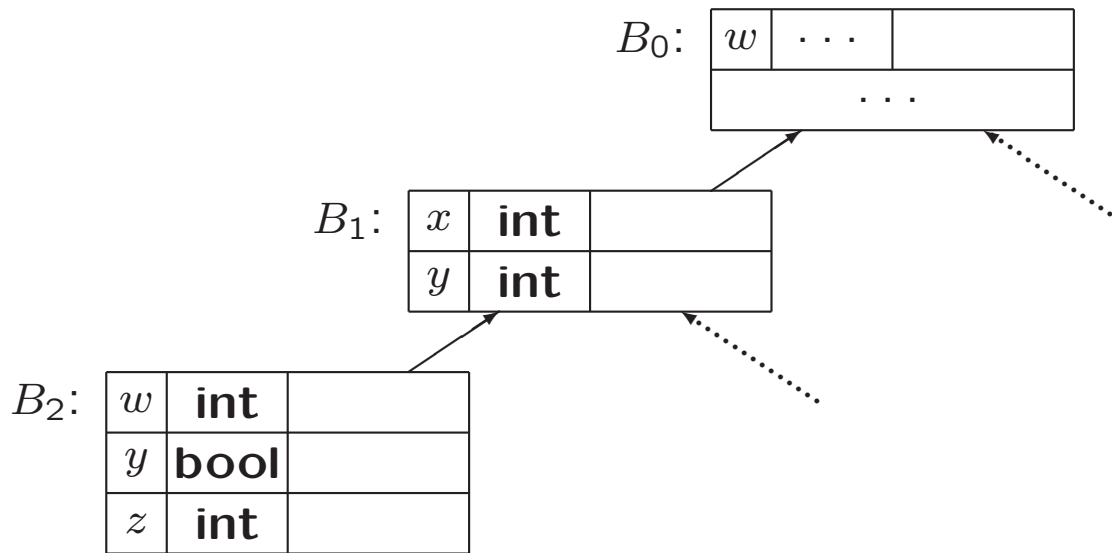 B₀: w · · ·
· · ·
B₁: x int
y int
B₂: w int
y bool
z int